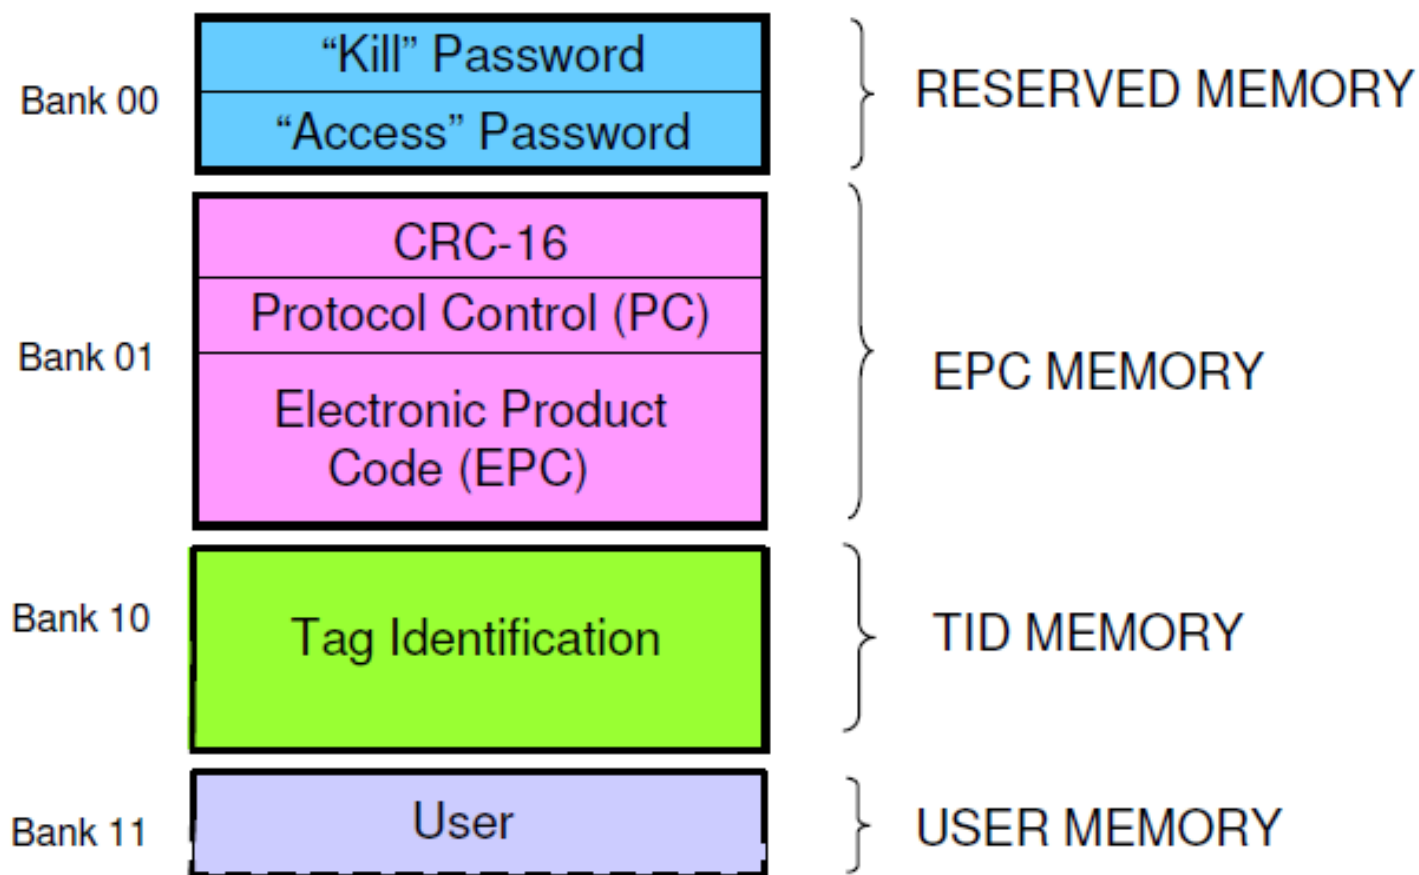 Bank 00
“Kill” Password
“Access” Password
RESERVED MEMORY
Bank 01
CRC-16
Protocol Control (PC)
Electronic Product
Code (EPC)
EPC MEMORY
Bank 10
Tag Identification
TID MEMORY
Bank 11
User
USER MEMORY